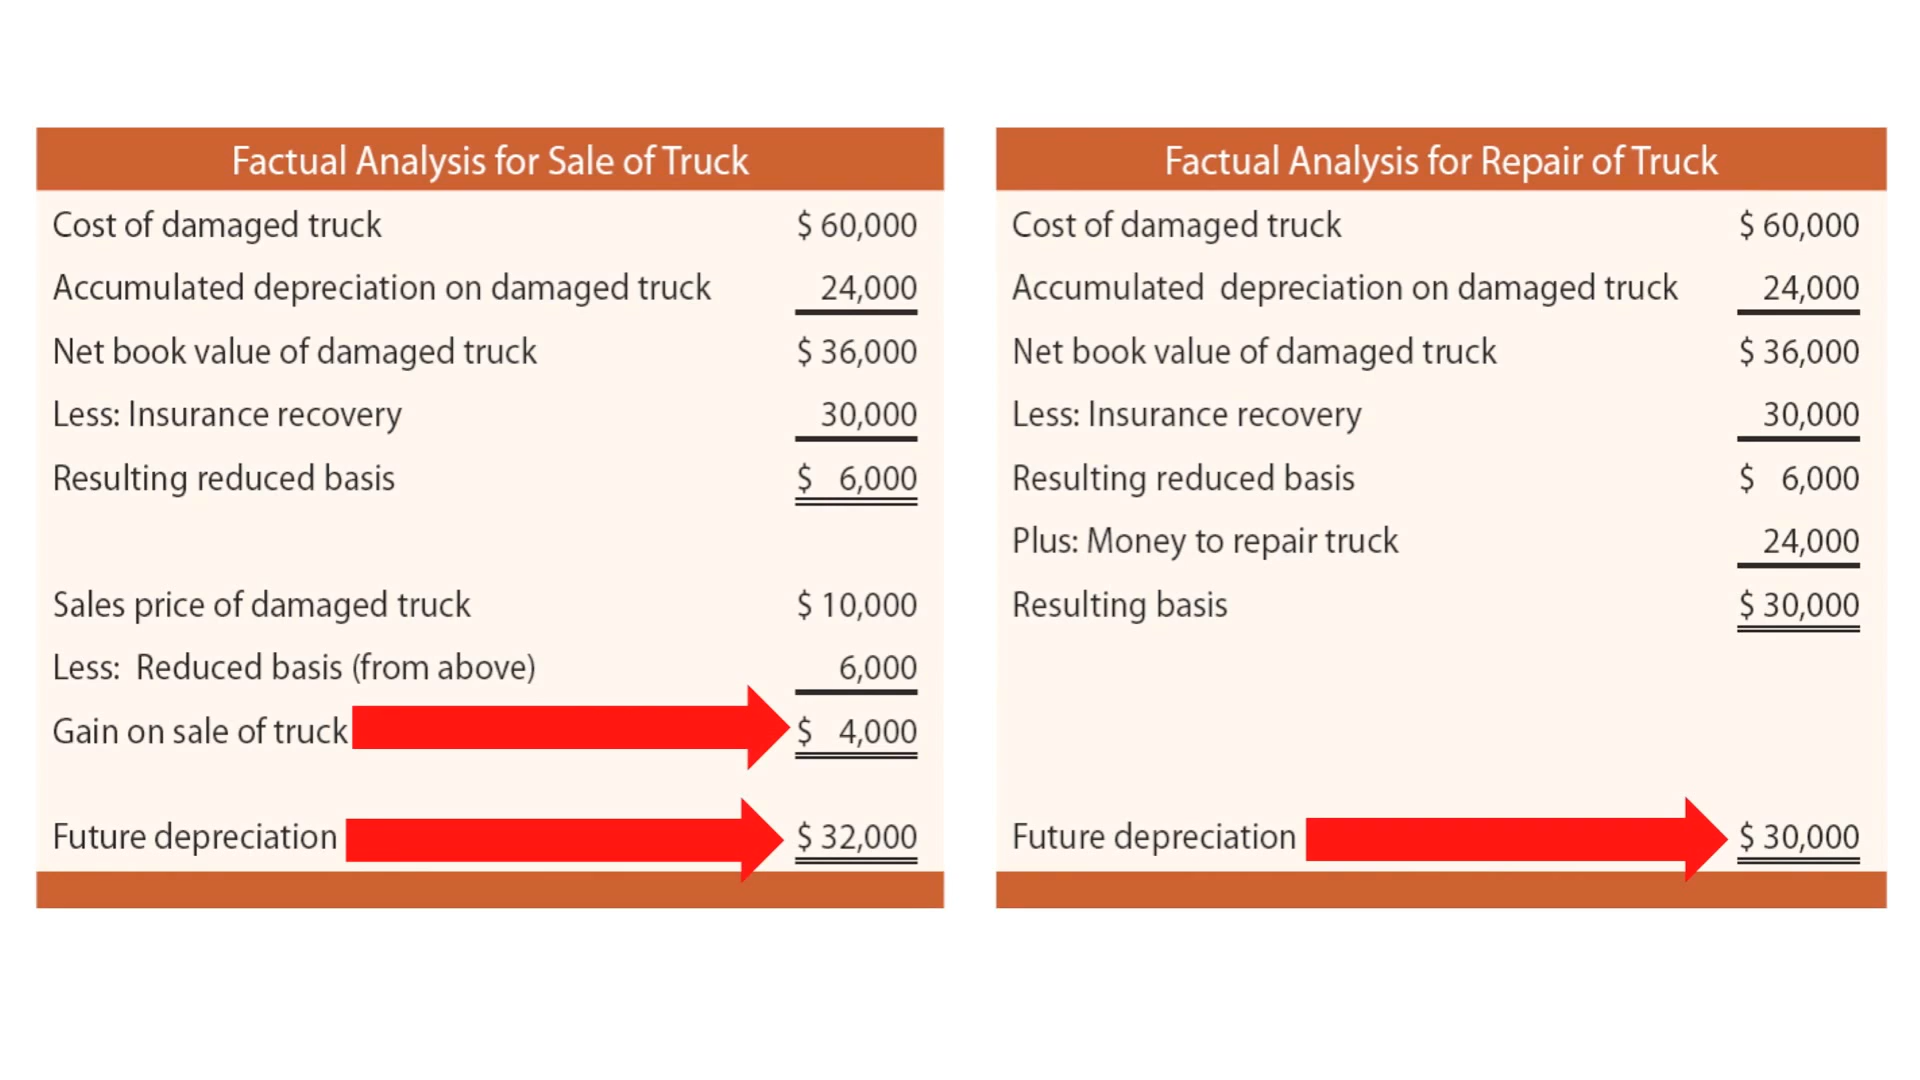 Factual Analysis for Sale of Truck
Cost of damaged truck $ 60,000
Accumulated depreciation on damaged truck 24,000
Net book value of damaged truck $ 36,000
Less: Insurance recovery 30,000
Resulting reduced basis $ 6,000
Sales price of damaged truck $ 10,000
Less: Reduced basis (from above) 6,000
Gain on sale of truck $ 4,000
Future depreciation $ 32,000
Factual Analysis for Repair of Truck
Cost of damaged truck $ 60,000
Accumulated depreciation on damaged truck 24,000
Net book value of damaged truck $ 36,000
Less: Insurance recovery 30,000
Resulting reduced basis $ 6,000
Plus: Money to repair truck 24,000
Resulting basis $ 30,000
Future depreciation $ 30,000